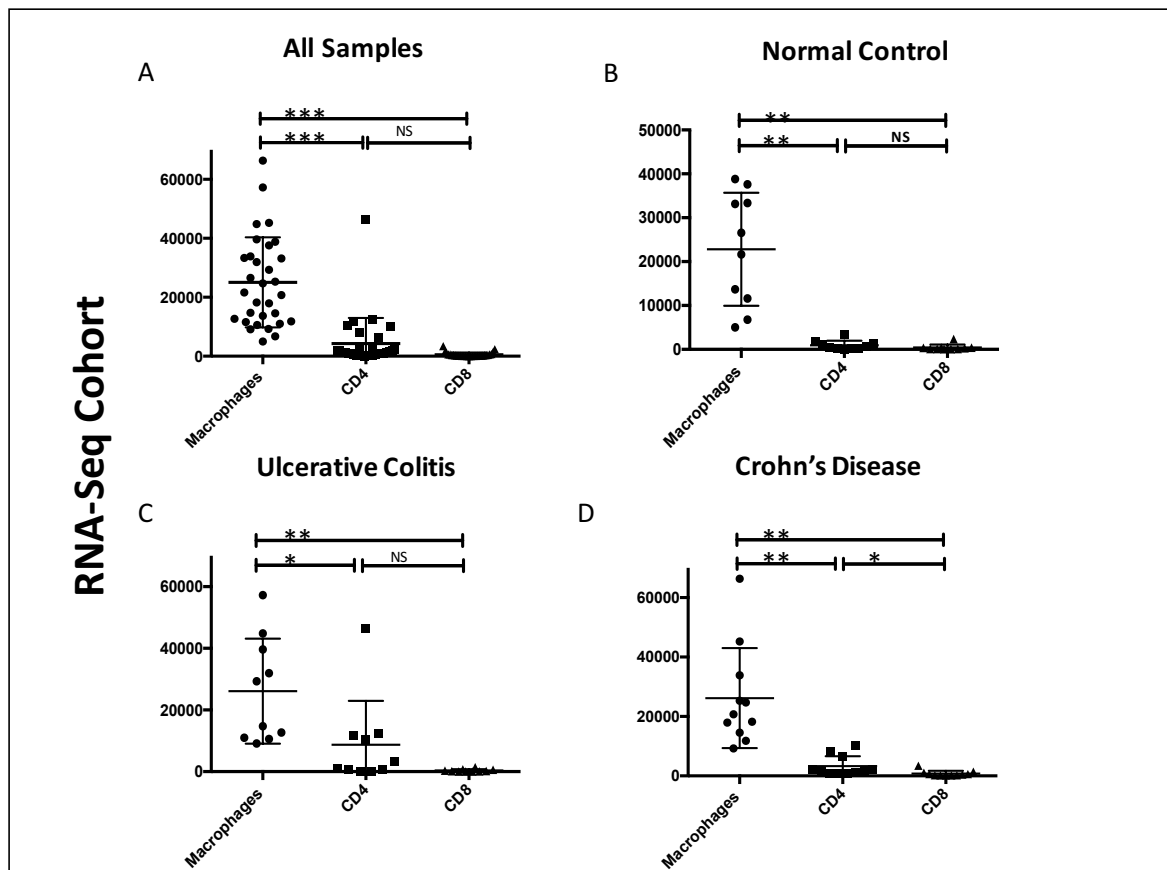 RNA-Seq Cohort
All Samples
A
***
***
NS
60000
40000
20000
0
Macrophages
CD4
CD8
Normal Control
B
**
**
NS
50000
40000
30000
20000
10000
0
Macrophages
CD4
CD8
Ulcerative Colitis
C
**
*
NS
60000
40000
20000
0
Macrophages
CD4
CD8
Crohn’s Disease
D
**
**
*
60000
40000
20000
0
Macrophages
CD4
CD8